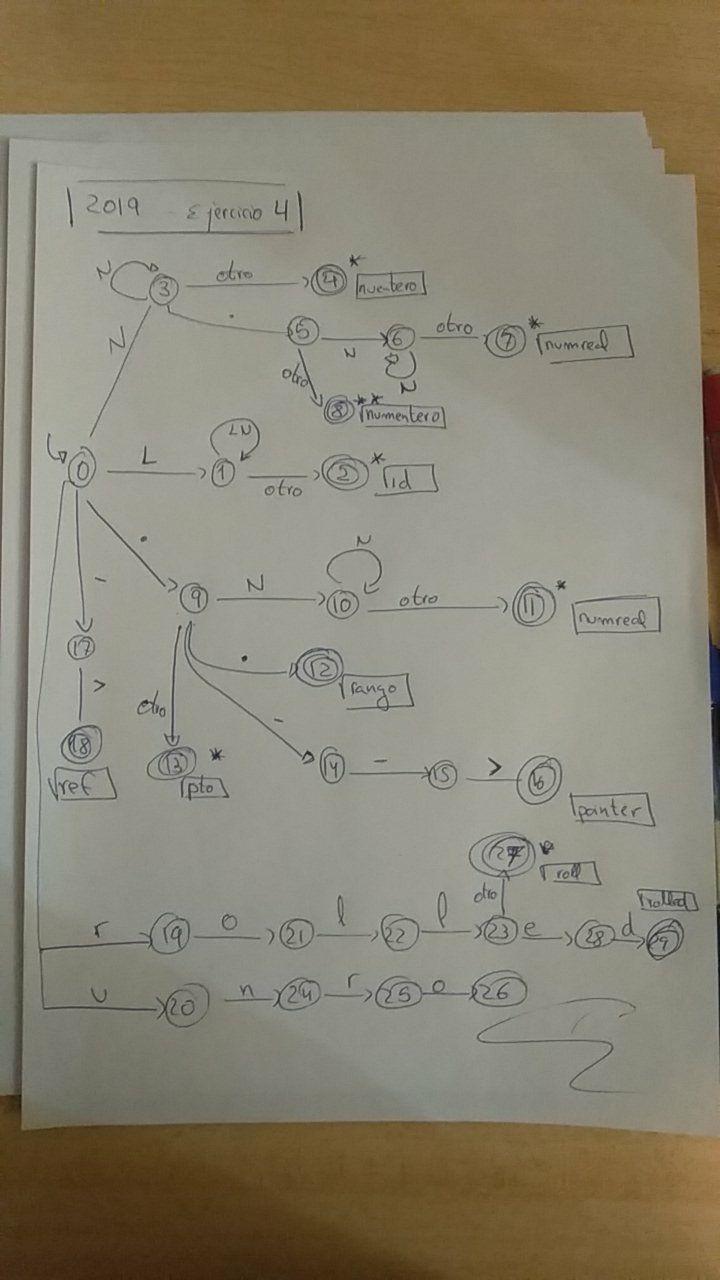 2019 - Ejercicio 4
N 3 otro 4 * nuentero
N . 5 N 6 otro 7 * numreal
otro N
8 ** numentero
LN
0 L 1 otro 2 * id
. N
- 9 N 10 otro 11 * numreal
17 . 12 rango
> otro -
18 ref 13 * pto 14 - 15 > 16 pointer
27 * roll
otro rolled
r 19 o 21 l 22 l 23 e 28 d 29
u 20 n 24 r 25 o 26